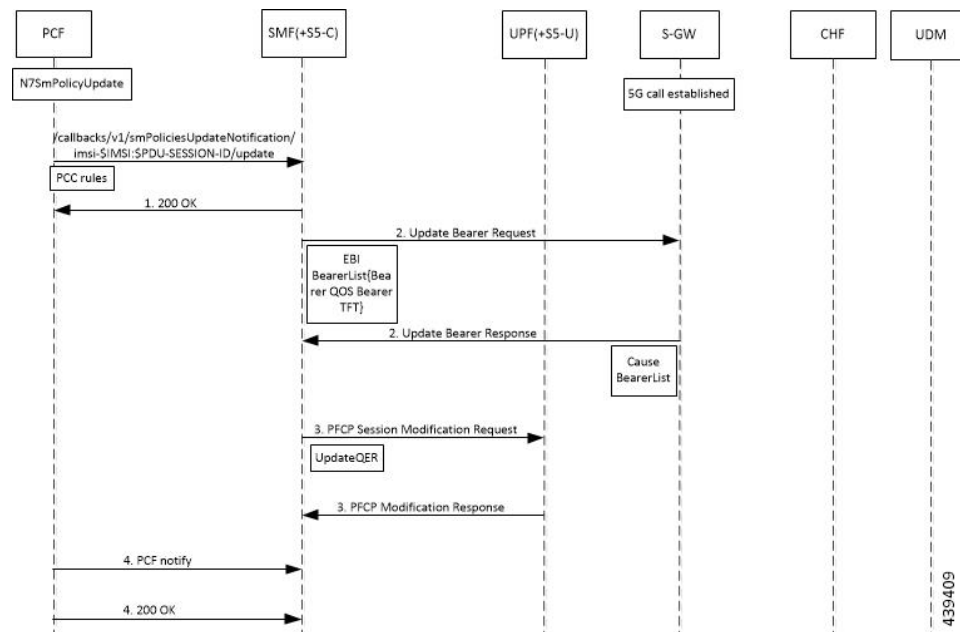 PCF
SMF(+S5-C)
UPF(+S5-U)
S-GW
CHF
UDM
N7SmPolicyUpdate
5G call established
/callbacks/v1/smPoliciesUpdateNotification/
imsi-$IMSI:$PDU-SESSION-ID/update
PCC rules
1. 200 OK
2. Update Bearer Request
EBI
BearerList{Bea
rer QOS Bearer
TFT}
2. Update Bearer Response
Cause
BearerList
3. PFCP Session Modification Request
UpdateQER
3. PFCP Modification Response
4. PCF notify
4. 200 OK
439409